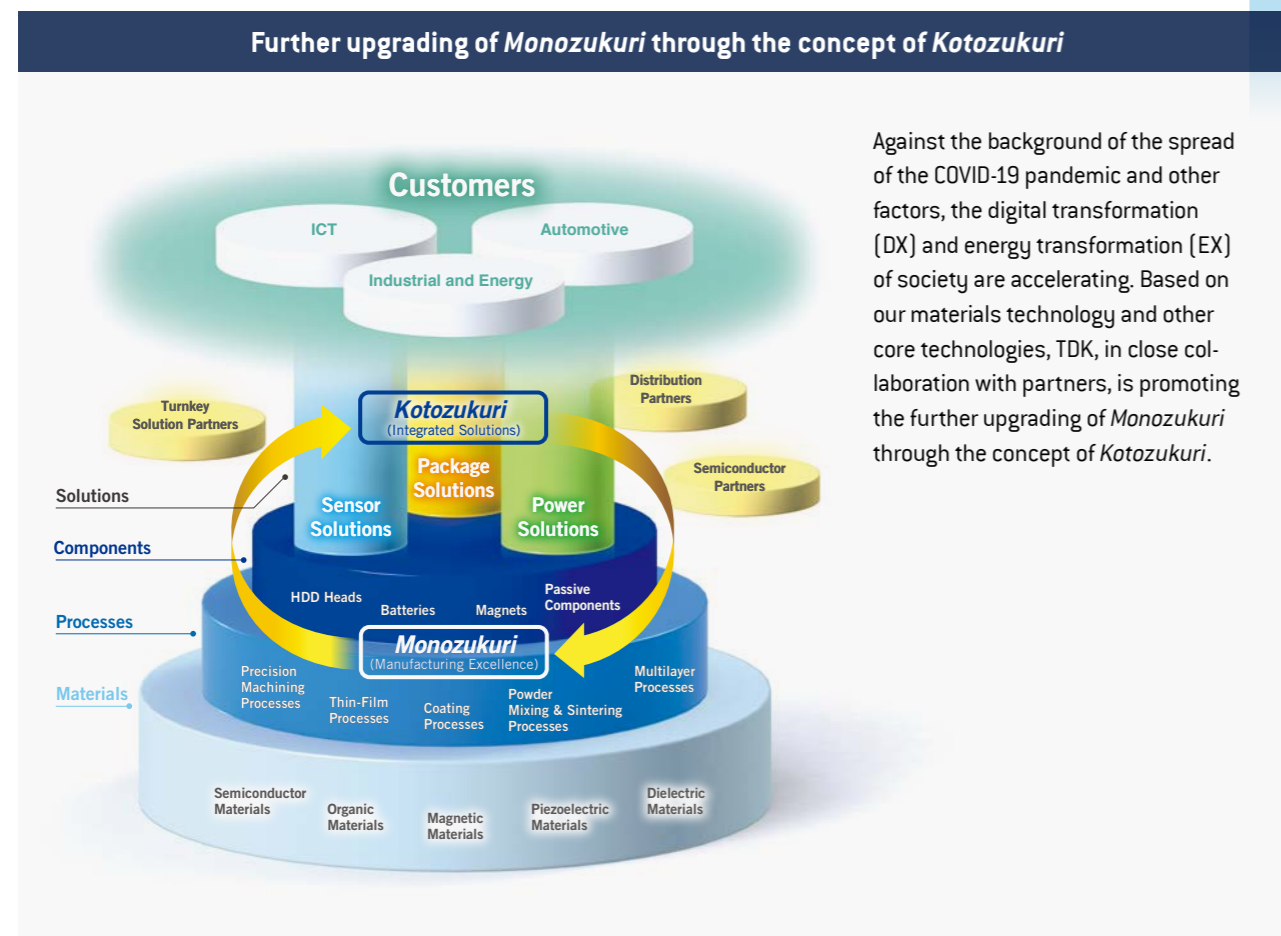 Further upgrading of Monozukuri through the concept of Kotozukuri
Customers
ICT
Automotive
Industrial and Energy
Turnkey
Solution Partners
Distribution
Partners
Semiconductor
Partners
Kotozukuri
(Integrated Solutions)
Package
Solutions
Sensor
Solutions
Power
Solutions
Solutions
Components
Processes
Materials
HDD Heads
Batteries
Magnets
Passive
Components
Monozukuri
(Manufacturing Excellence)
Precision
Machining
Processes
Thin-Film
Processes
Coating
Processes
Powder
Mixing & Sintering
Processes
Multilayer
Processes
Semiconductor
Materials
Organic
Materials
Magnetic
Materials
Piezoelectric
Materials
Dielectric
Materials
Against the background of the spread
of the COVID-19 pandemic and other
factors, the digital transformation
(DX) and energy transformation (EX)
of society are accelerating. Based on
our materials technology and other
core technologies, TDK, in close col-
laboration with partners, is promoting
the further upgrading of Monozukuri
through the concept of Kotozukuri.